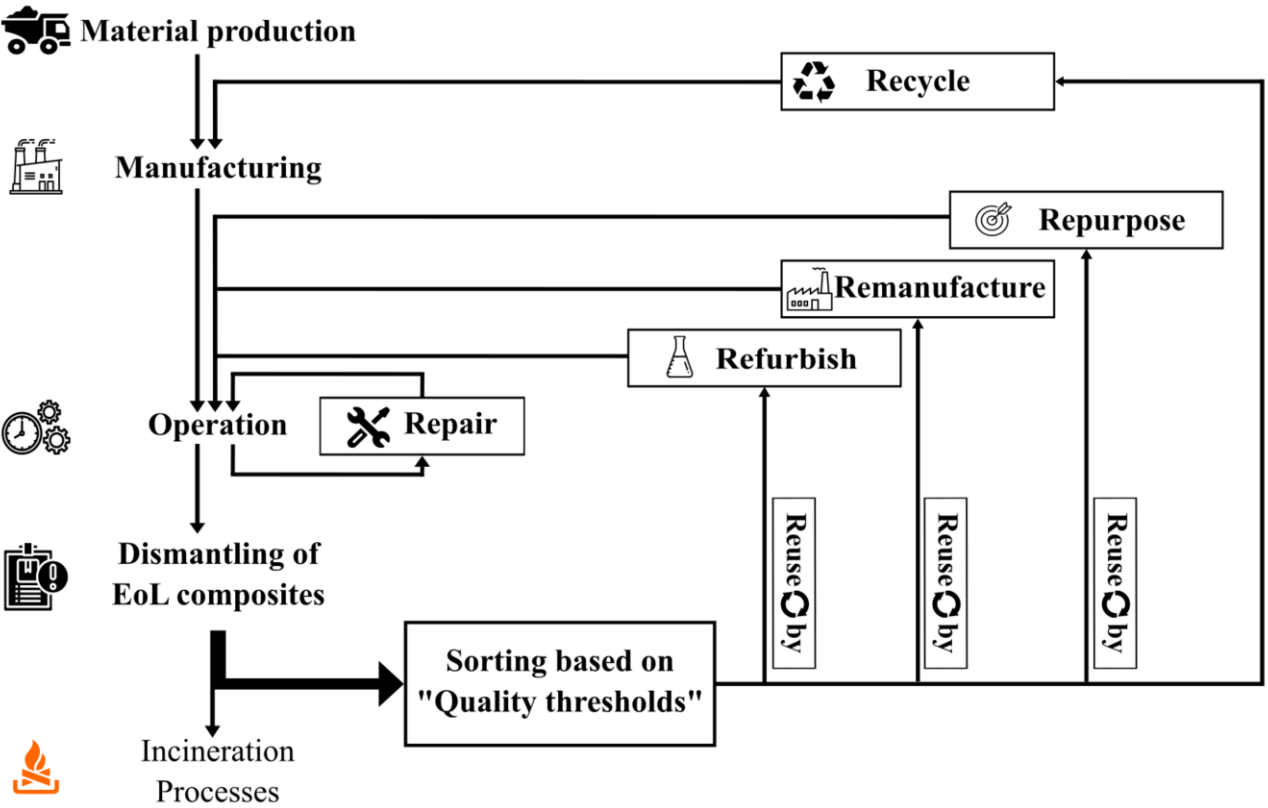 Material production
Recycle
Manufacturing
Repurpose
Remanufacture
Refurbish
Operation
Repair
Reuse by
Reuse by
Reuse by
Dismantling of
EoL composites
Sorting based on
"Quality thresholds"
Incineration
Processes